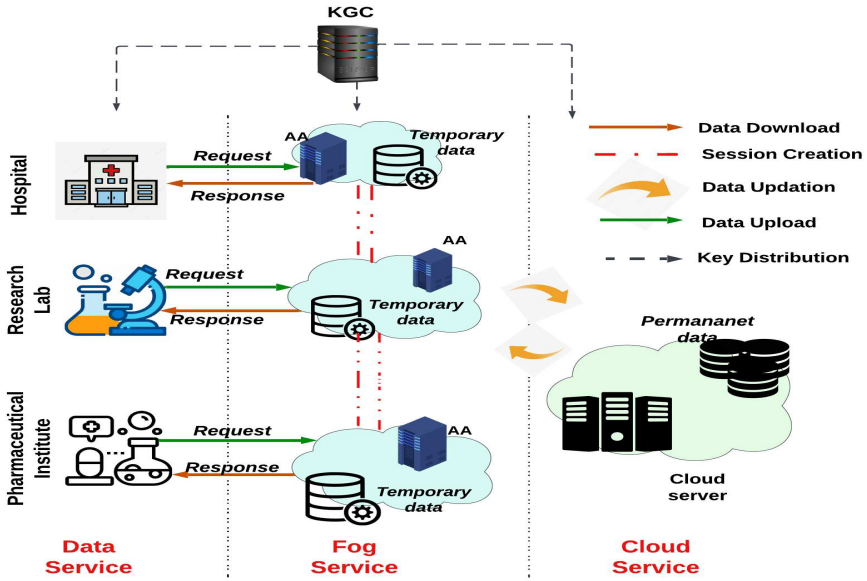 KGC
Hospital
Request
Response
AA
Temporary
data
Research
Lab
Request
Response
AA
Temporary
data
Pharmaceutical
Institute
Request
Response
AA
Temporary
data
Data Download
Session Creation
Data Updation
Data Upload
Key Distribution
Permananet
data
Cloud
server
Data
Service
Fog
Service
Cloud
Service